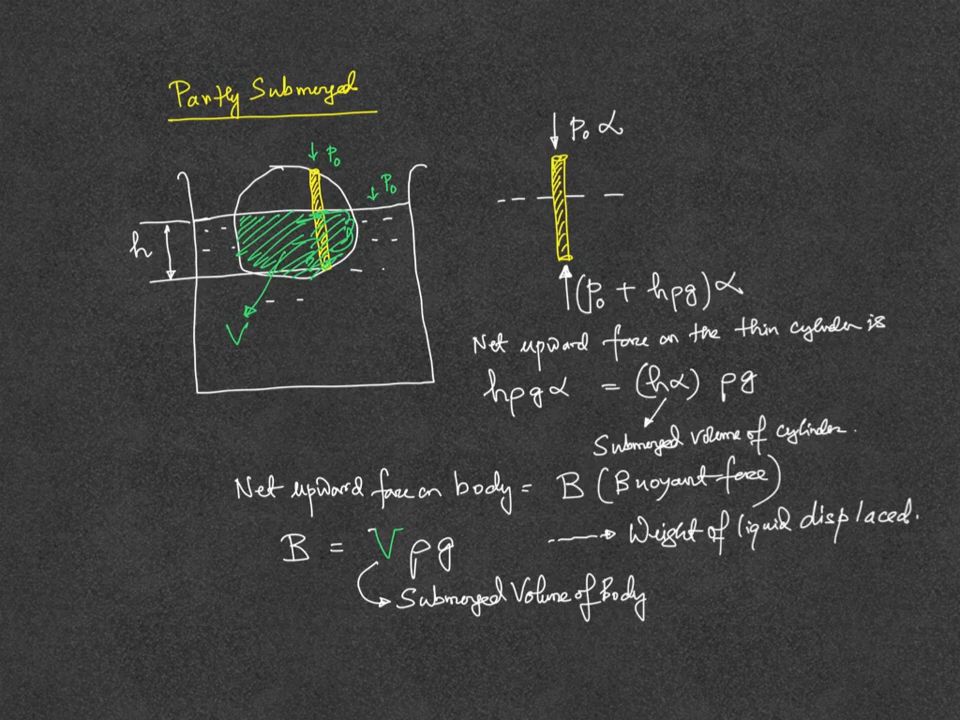 Partly Submerged
↓ P₀
↓ P₀
h
V
↓ P₀ α
↑ (P₀ + hρg) α
Net upward force on the thin cylinder is
hρgα = (hα) ρg
Submerged Volume of cylinder.
Net upward force on body = B (Buoyant force)
B = Vρg
→ Weight of liquid displaced.
Submerged Volume of Body